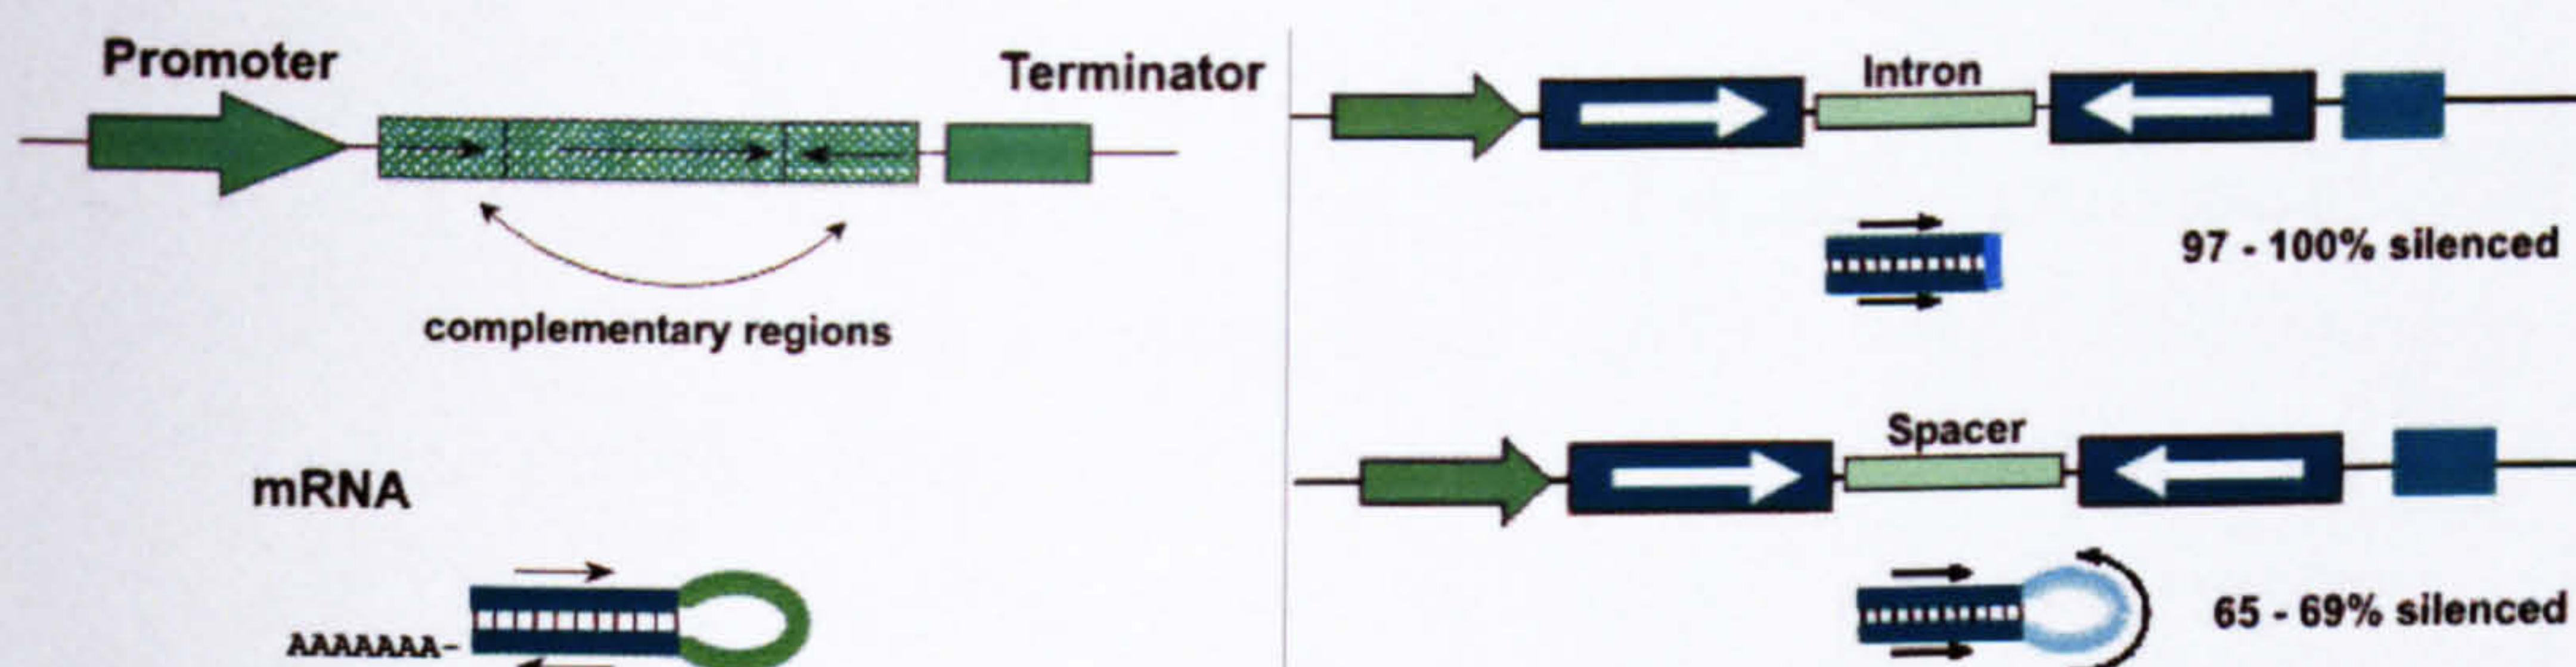 Promoter
Terminator
complementary regions
mRNA
AAAAAAA-
Intron
97 - 100% silenced
Spacer
65 - 69% silenced